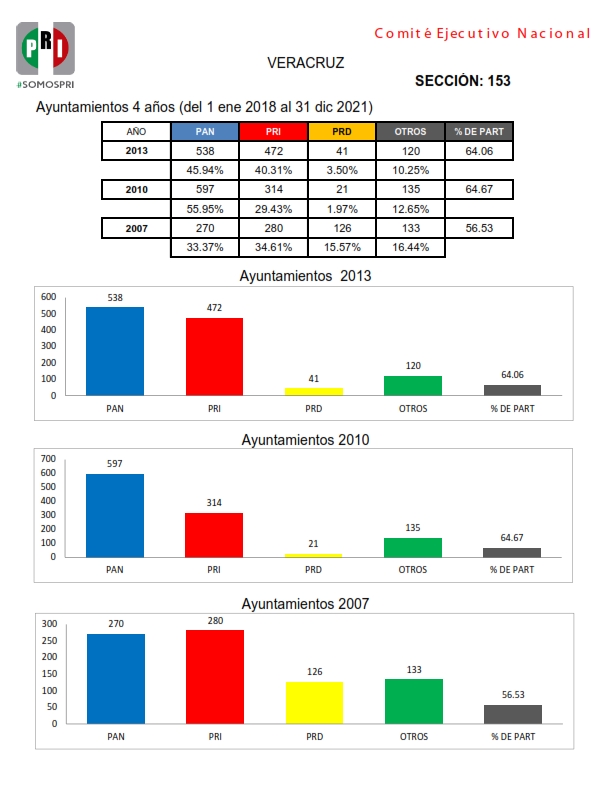 Comité Ejecutivo Nacional
PRI
#SOMOSPRI
VERACRUZ
SECCIÓN: 153
Ayuntamientos 4 años (del 1 ene 2018 al 31 dic 2021)
AÑO PAN PRI PRD OTROS % DE PART
2013 538 472 41 120 64.06
45.94% 40.31% 3.50% 10.25%
2010 597 314 21 135 64.67
55.95% 29.43% 1.97% 12.65%
2007 270 280 126 133 56.53
33.37% 34.61% 15.57% 16.44%
Ayuntamientos 2013
600
500
400
300
200
100
0
538
472
41
120
64.06
PAN PRI PRD OTROS % DE PART
Ayuntamientos 2010
700
600
500
400
300
200
100
0
597
314
21
135
64.67
PAN PRI PRD OTROS % DE PART
Ayuntamientos 2007
300
250
200
150
100
50
0
270
280
126
133
56.53
PAN PRI PRD OTROS % DE PART